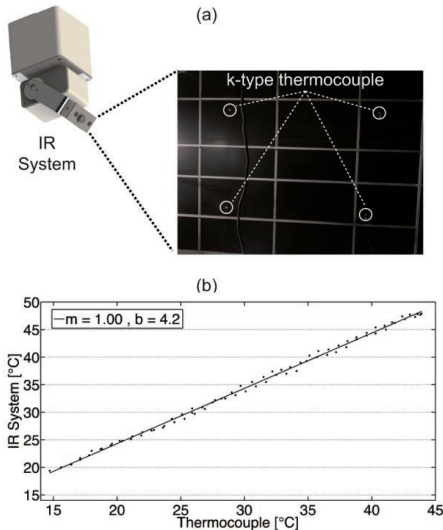 (a)
k-type thermocouple
IR
System
(b)
m = 1.00 , b = 4.2
IR System [°C]
50
45
40
35
30
25
20
15
15
20
25
30
35
40
45
Thermocouple [°C]